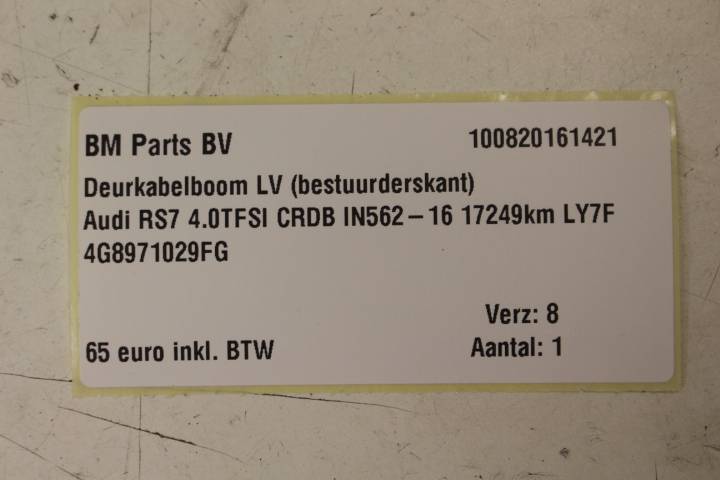 BM Parts BV 100820161421
Deurkabelboom LV (bestuurderskant)
Audi RS7 4.0TFSI CRDB IN562-16 17249km LY7F
4G8971029FG
Verz: 8
65 euro inkl. BTW Aantal: 1